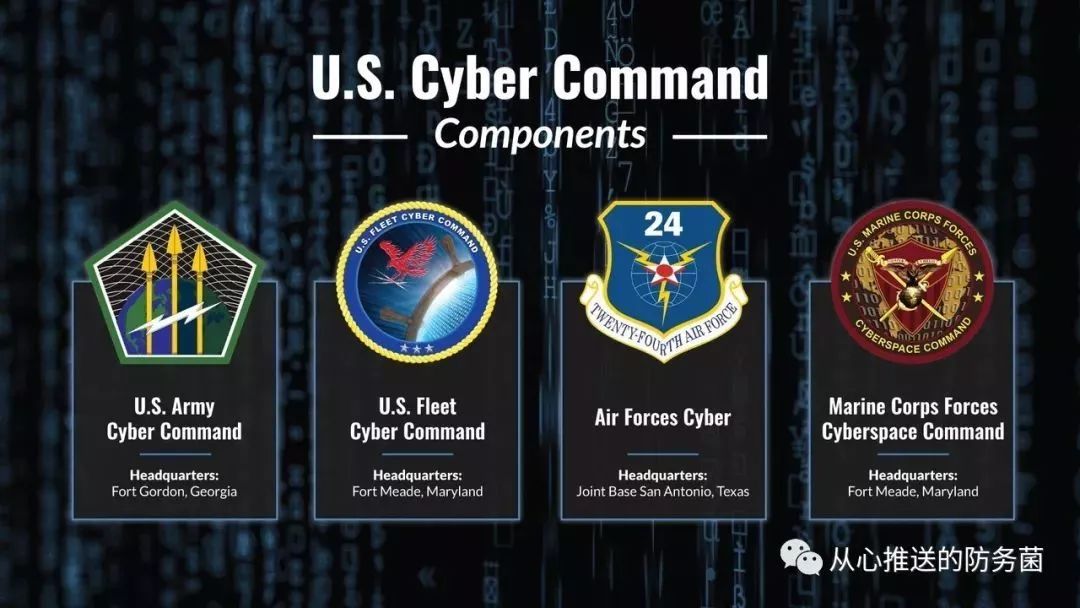 U.S. Cyber Command
Components
U.S. FLEET CYBER COMMAND
24
TWENTY-FOURTH AIR FORCE
U.S. MARINE CORPS FORCES
CYBERSPACE COMMAND
U.S. Army
Cyber Command
Headquarters:
Fort Gordon, Georgia
U.S. Fleet
Cyber Command
Headquarters:
Fort Meade, Maryland
Air Forces Cyber
Headquarters:
Joint Base San Antonio, Texas
Marine Corps Forces
Cyberspace Command
Headquarters:
Fort Meade, Maryland
从心推送的防务菌